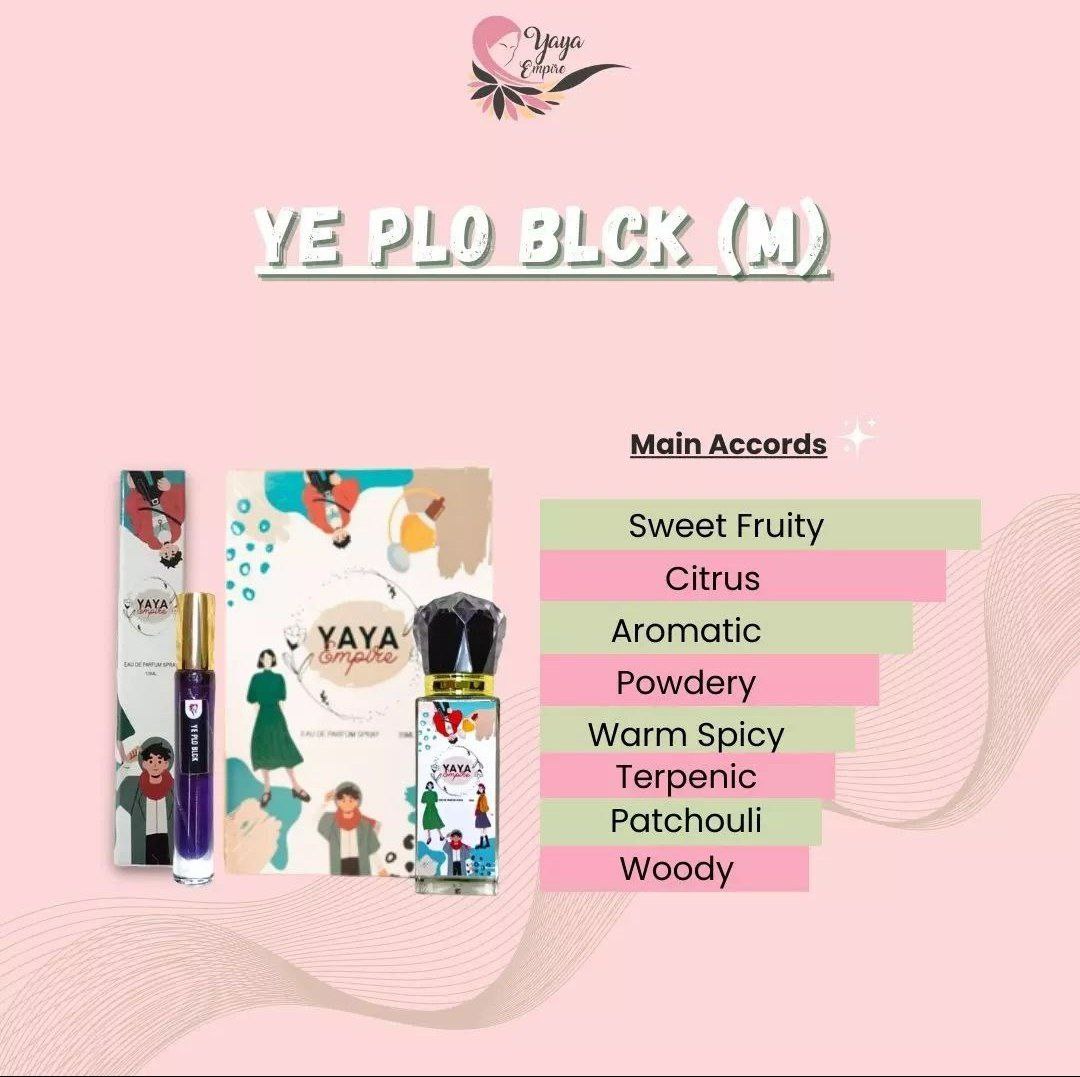 Yaya
Empire
YE PLO BLCK (M)
Main Accords
Sweet Fruity
Citrus
Aromatic
Powdery
Warm Spicy
Terpenic
Patchouli
Woody
YAYA
Empire
EAU DE PARFUM SPRAY
YE PLO BLCK
YAYA
Empire
EAU DE PARFUM SPRAY
YAYA
Empire